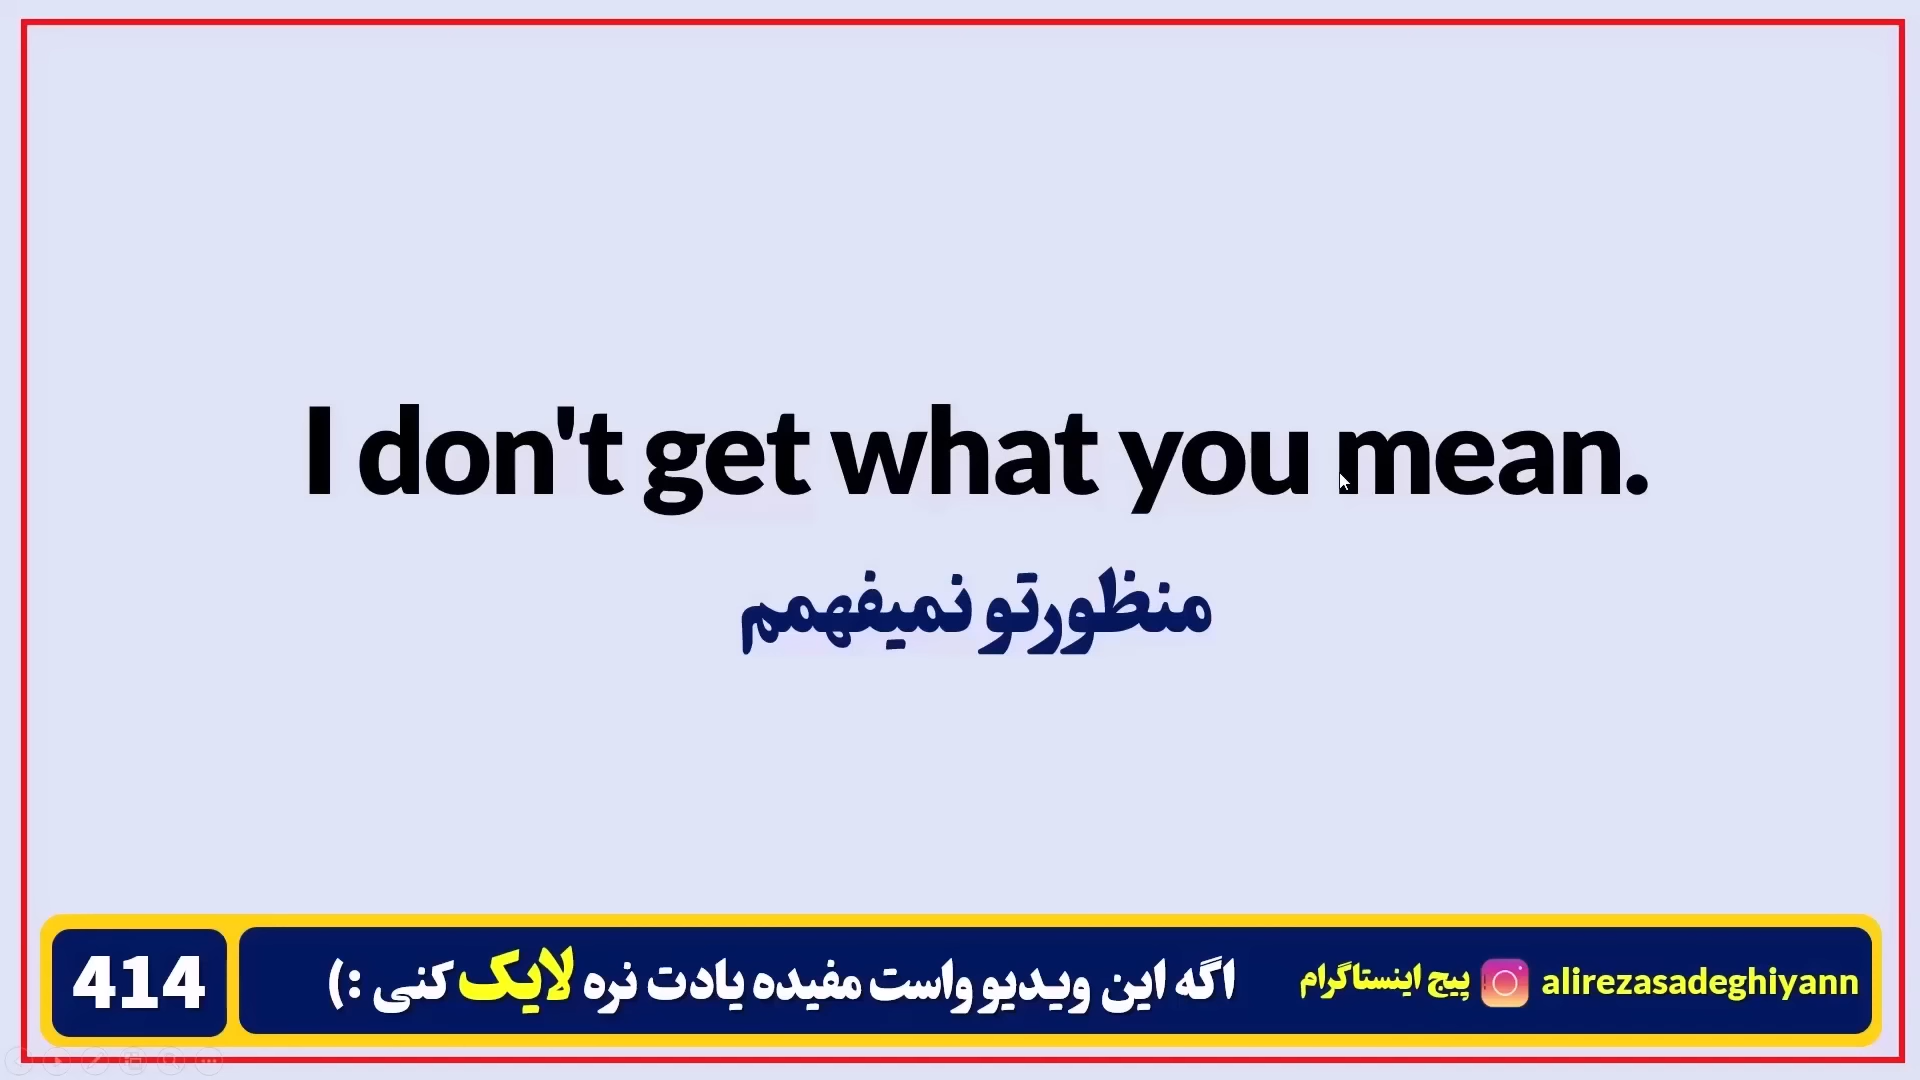 I don't get what you mean.
منظورتو نمیفهمم
414
اگه این ویدیو واست مفیده یادت نره لایک کنی :)
پیج اینستاگرام
alirezasadeghiyann